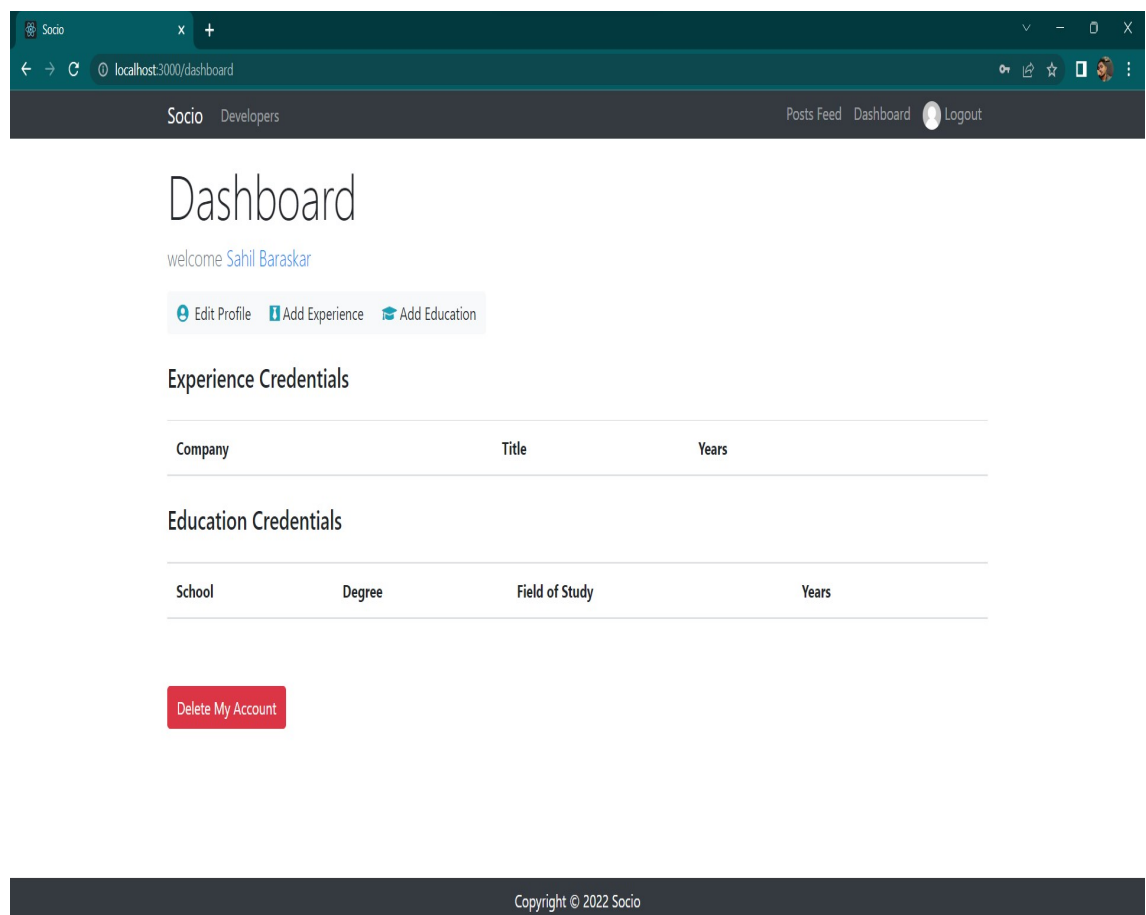 Socio
localhost:3000/dashboard
Socio Developers Posts Feed Dashboard Logout
Dashboard
welcome Sahil Baraskar
Edit Profile Add Experience Add Education
Experience Credentials
Company Title Years
Education Credentials
School Degree Field of Study Years
Delete My Account
Copyright © 2022 Socio